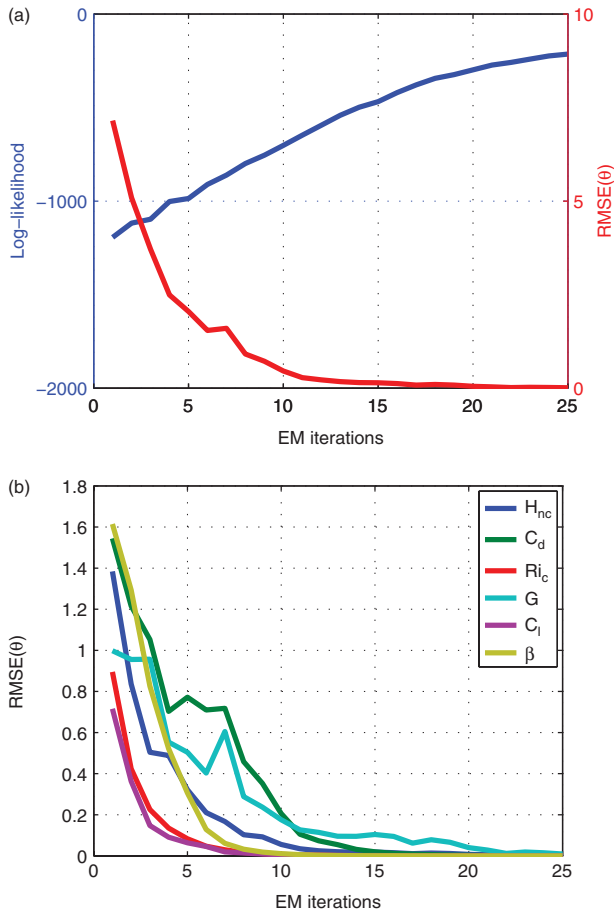 (a)
0
10
Log–likelihood
−1000
5
RMSE(θ)
−2000
0
0
5
10
15
20
25
EM iterations
(b)
1.8
1.6
1.4
1.2
1
0.8
0.6
0.4
0.2
0
RMSE(θ)
H_nc
C_d
Ri_c
G
C_l
β
0
5
10
15
20
25
EM iterations